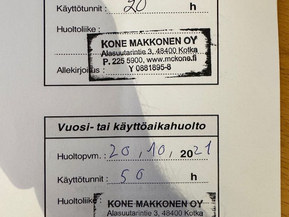 Käyttötunnit: 20 h
Huoltoliike:
KONE MAKKONEN OY
Alasuutarintie 3, 48400 Kotka
P. 225 5900, www.mckona.fi
Y 0881895-8
Allekirjoitus:
Vuosi- tai käyttöaikahuolto
Huoltopvm.: 20, 10, 2021
Käyttötunnit: 50 h
Huoltoliike:
KONE MAKKONEN OY
Alasuutarintie 3, 48400 Kotka